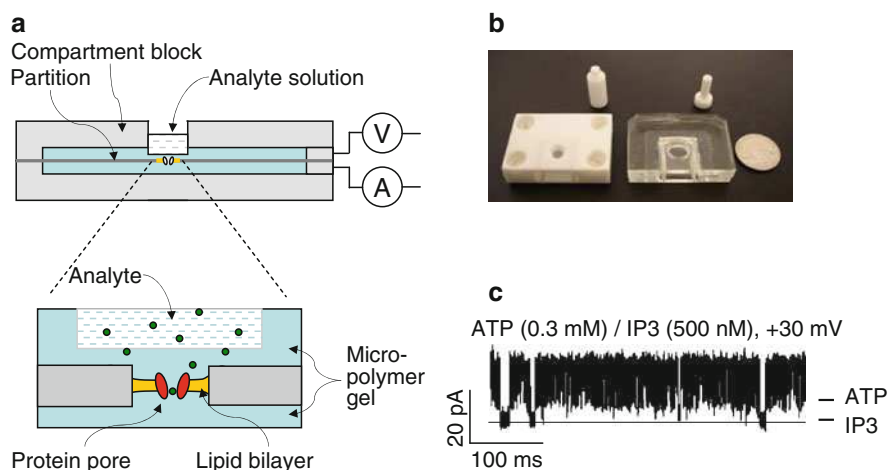 a
Compartment block
Partition
Analyte solution
V
A
Analyte
Micro-
polymer
gel
Protein pore
Lipid bilayer
b
c
ATP (0.3 mM) / IP3 (500 nM), +30 mV
ATP
IP3
20 pA
100 ms